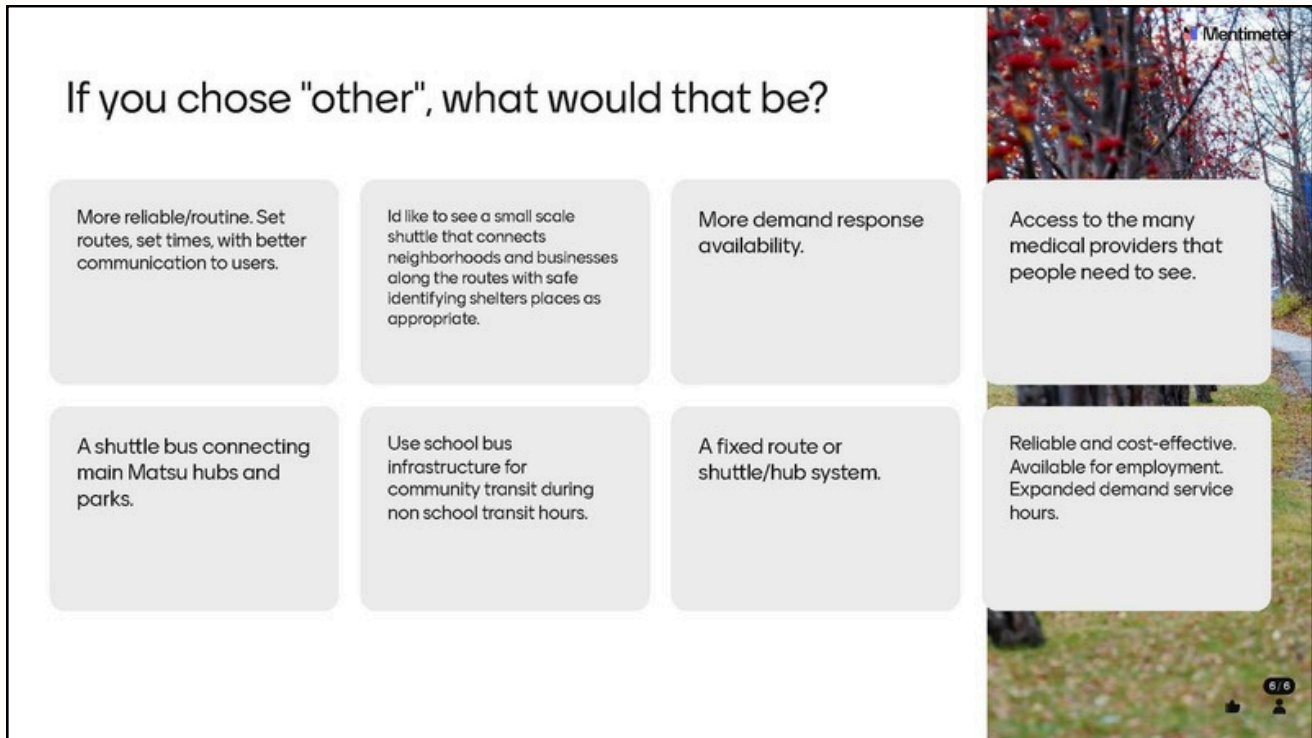 Mentimeter
If you chose "other", what would that be?
More reliable/routine. Set
routes, set times, with better
communication to users.
Id like to see a small scale
shuttle that connects
neighborhoods and businesses
along the routes with safe
identifying shelters places as
appropriate.
More demand response
availability.
Access to the many
medical providers that
people need to see.
A shuttle bus connecting
main Matsu hubs and
parks.
Use school bus
infrastructure for
community transit during
non school transit hours.
A fixed route or
shuttle/hub system.
Reliable and cost-effective.
Available for employment.
Expanded demand service
hours.
6/6